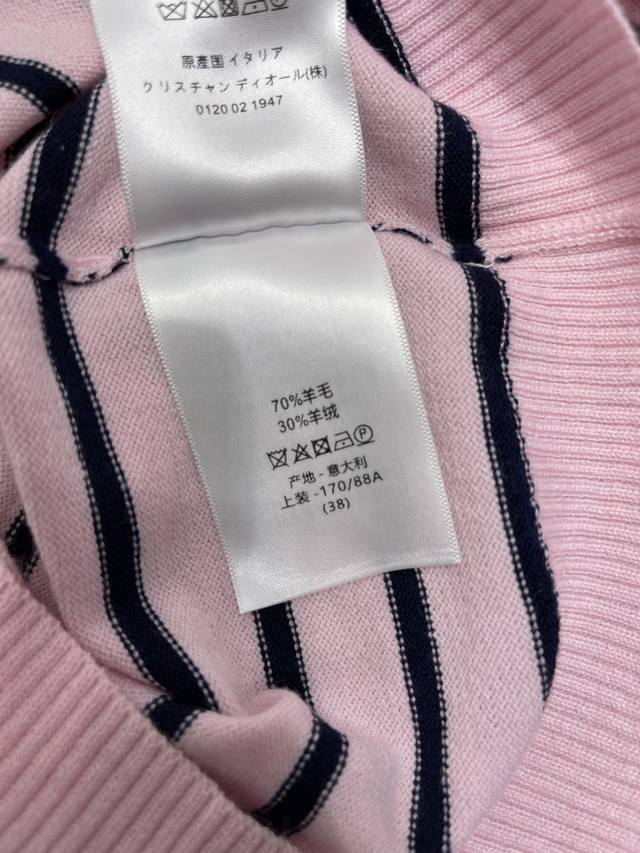 原産国イタリア
クリスチャン ディオール(株)
0120 02 1947
70%羊毛
30%羊绒
P
产地 - 意大利
上装 -170/88A
(38)